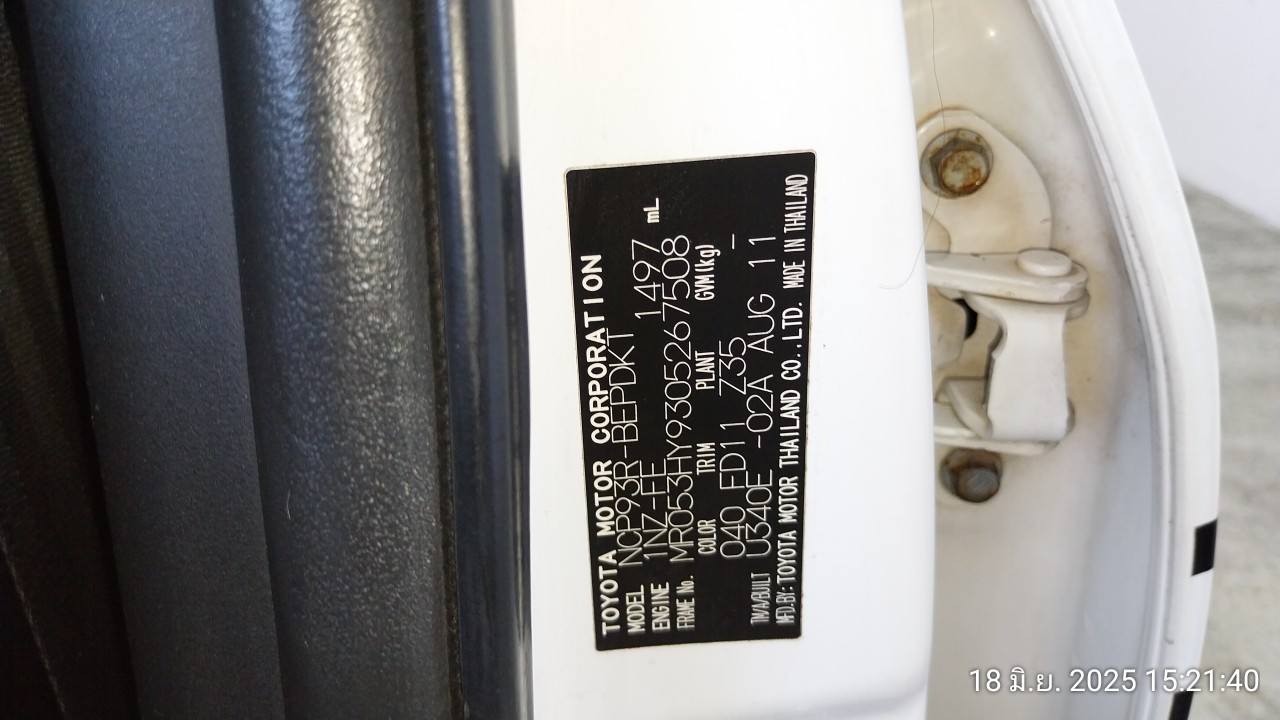 TOYOTA MOTOR CORPORATION
MODEL NCP93R-BEPDKT
ENGINE 1NZ-FE 1497 mL
FRAME No. MR053HY9305267508
COLOR TRIM PLANT GVM(kg)
040 FD11 Z35 —
TM/A/BUILT U340E -02A AUG 11
MFD.BY:TOYOTA MOTOR THAILAND CO.,LTD. MADE IN THAILAND
18 มิ.ย. 2025 15:21:40